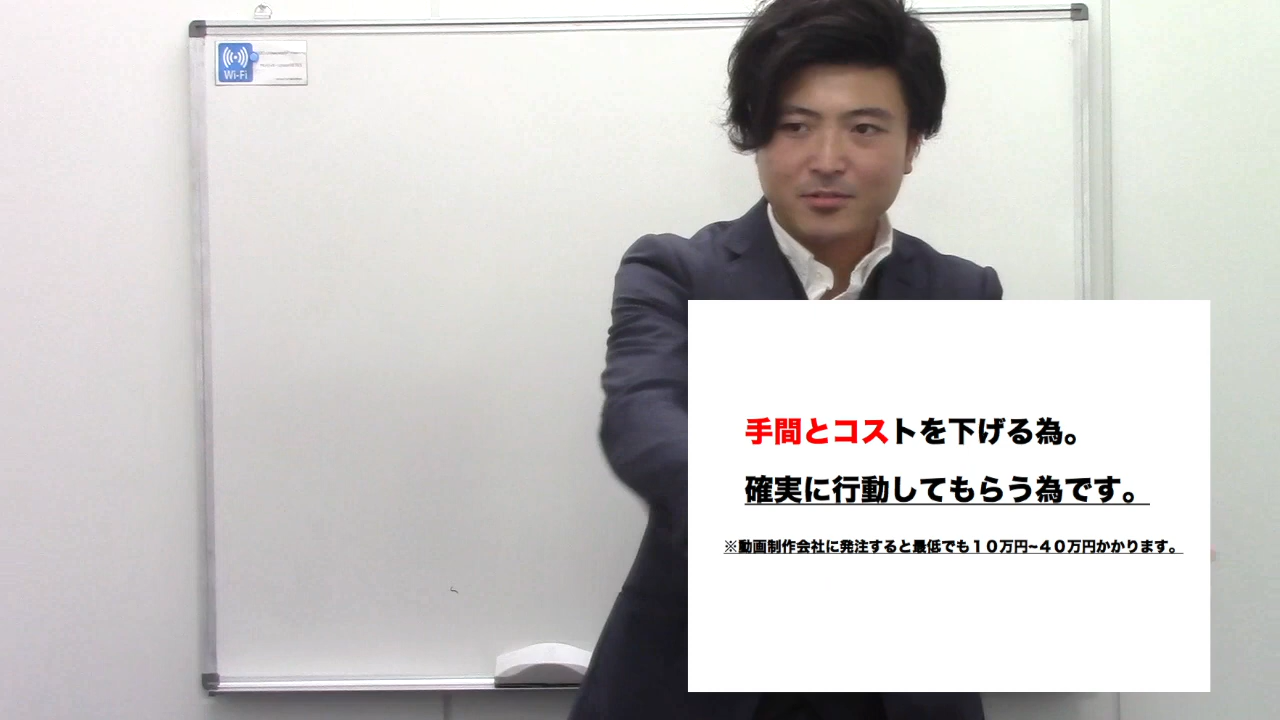 Wi-Fi
手間とコストを下げる為。
確実に行動してもらう為です。
※動画制作会社に発注すると最低でも１０万円~４０万円かかります。